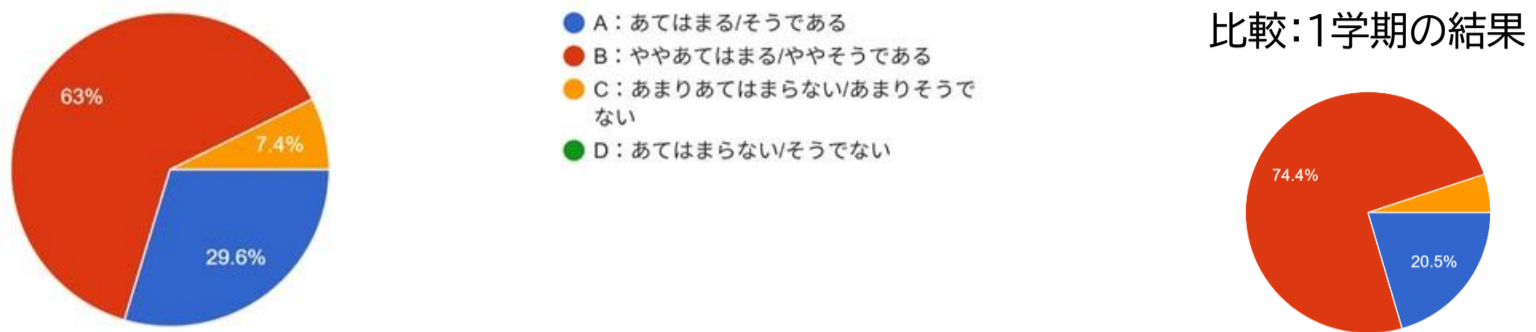 63%
7.4%
29.6%
A：あてはまる/そうである
B：ややあてはまる/ややそうである
C：あまりあてはまらない/あまりそうで
ない
D：あてはまらない/そうでない
比較：1学期の結果
74.4%
20.5%